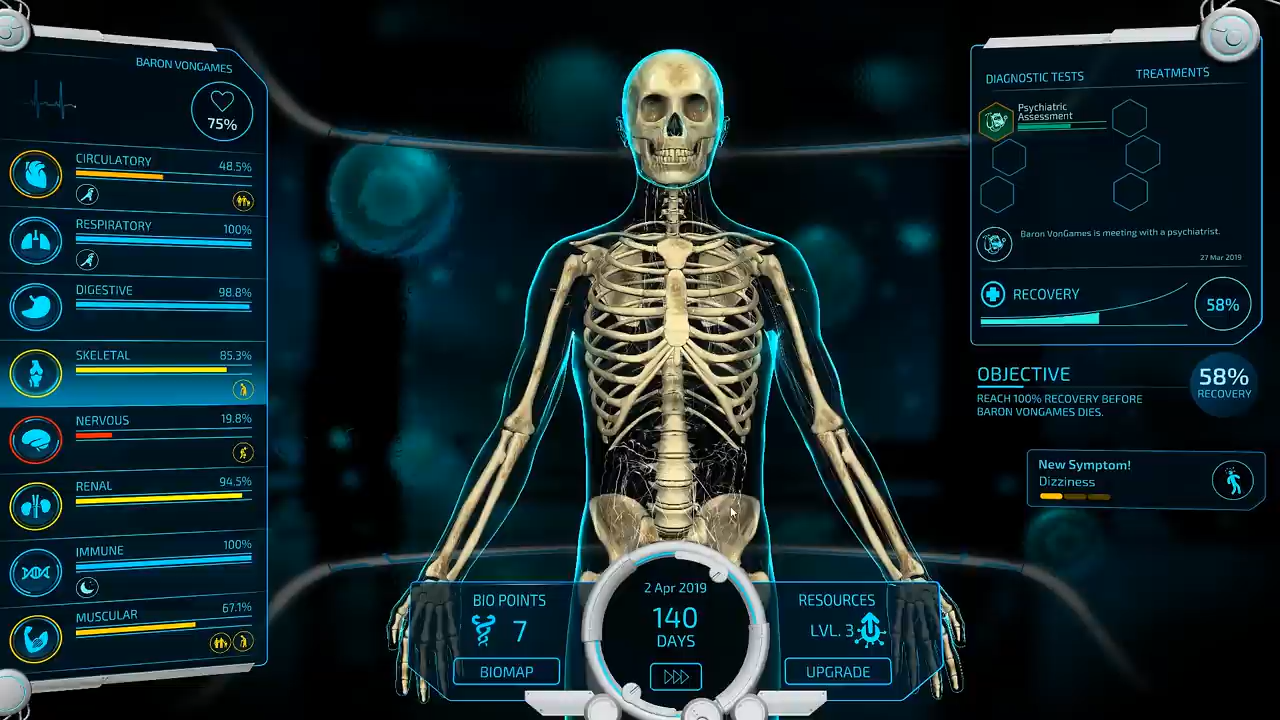 BARON VONGAMES
75%
CIRCULATORY
48.5%
RESPIRATORY
100%
DIGESTIVE
98.8%
SKELETAL
85.3%
NERVOUS
19.8%
RENAL
94.5%
IMMUNE
100%
MUSCULAR
67.1%
BIO POINTS
7
BIOMAP
2 Apr 2019
140
DAYS
RESOURCES
LVL. 3
UPGRADE
DIAGNOSTIC TESTS
TREATMENTS
Psychiatric
Assessment
Baron VonGames is meeting with a psychiatrist.
27 Mar 2019
RECOVERY
58%
OBJECTIVE
REACH 100% RECOVERY BEFORE
BARON VONGAMES DIES.
58%
RECOVERY
New Symptom!
Dizziness